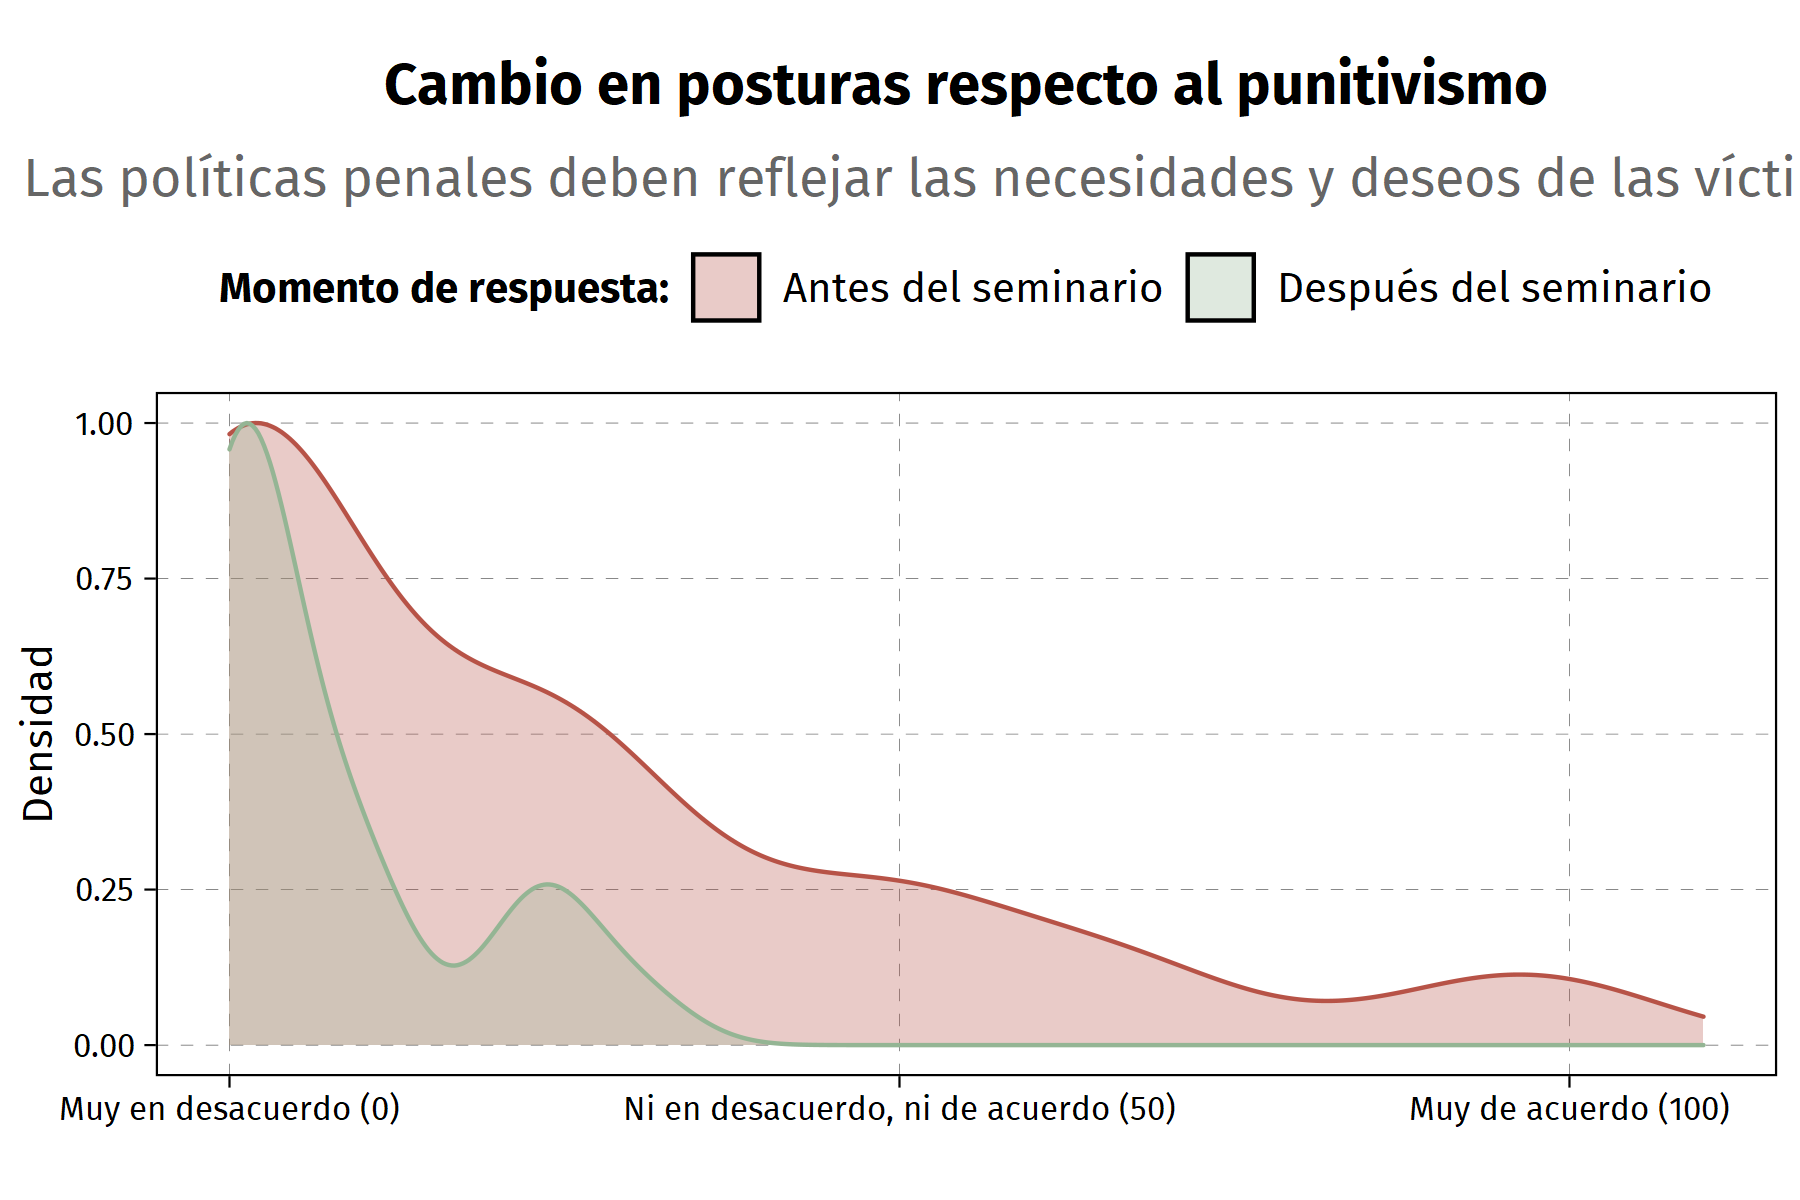 Cambio en posturas respecto al punitivismo
Las políticas penales deben reflejar las necesidades y deseos de las vícti
Momento de respuesta: Antes del seminario Después del seminario
Densidad
1.00
0.75
0.50
0.25
0.00
Muy en desacuerdo (0) Ni en desacuerdo, ni de acuerdo (50) Muy de acuerdo (100)